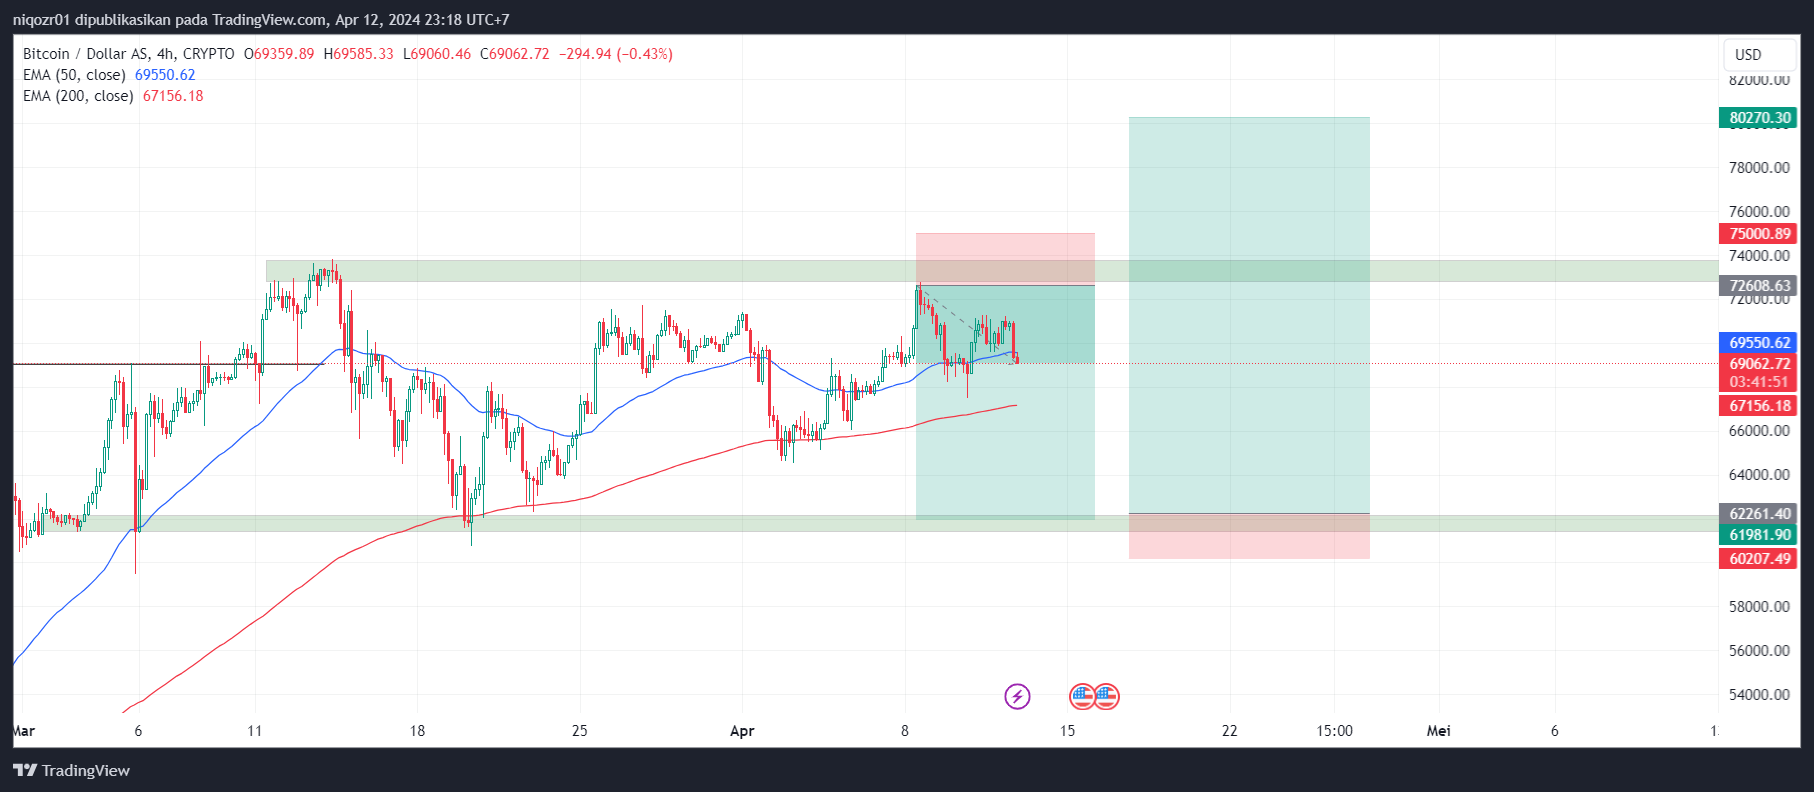 niqozr01 dipublikasikan pada TradingView.com, Apr 12, 2024 23:18 UTC+7
Bitcoin / Dollar AS, 4h, CRYPTO O69359.89 H69585.33 L69060.46 C69062.72 −294.94 (−0.43%)
EMA (50, close) 69550.62
EMA (200, close) 67156.18
USD
82000.00
80270.30
78000.00
76000.00
75000.89
74000.00
72608.63
72000.00
69550.62
69062.72
03:41:51
67156.18
66000.00
64000.00
62261.40
61981.90
60207.49
58000.00
56000.00
54000.00
Mar 6 11 18 25 Apr 8 15 22 15:00 Mei 6
TradingView